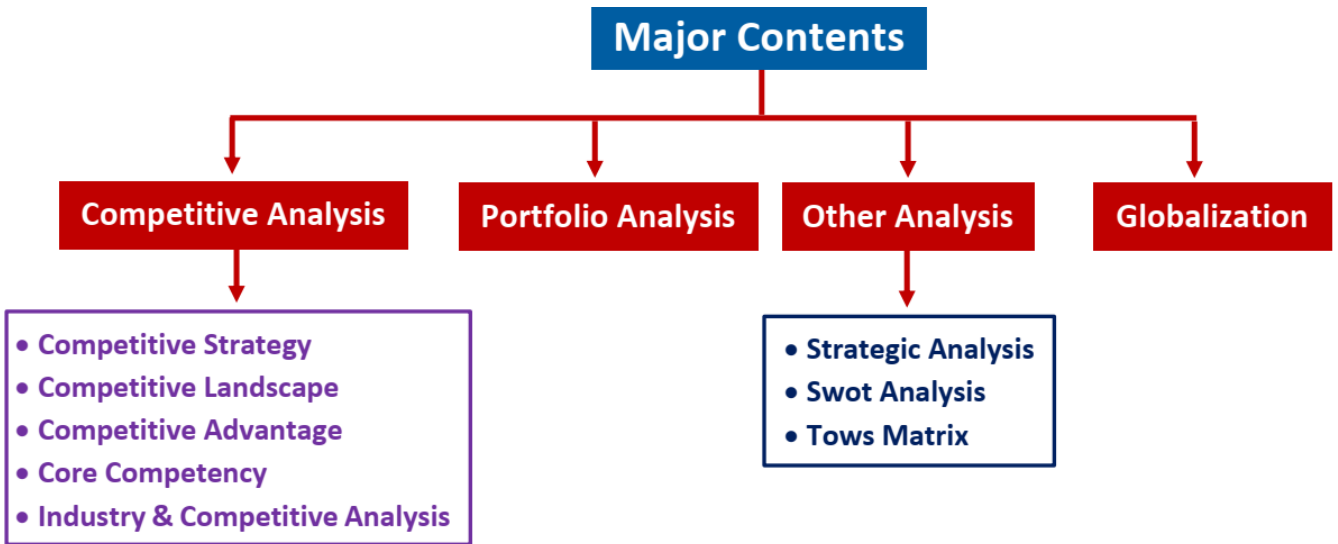 Major Contents
Competitive Analysis
Portfolio Analysis
Other Analysis
Globalization
• Competitive Strategy
• Competitive Landscape
• Competitive Advantage
• Core Competency
• Industry & Competitive Analysis
• Strategic Analysis
• Swot Analysis
• Tows Matrix